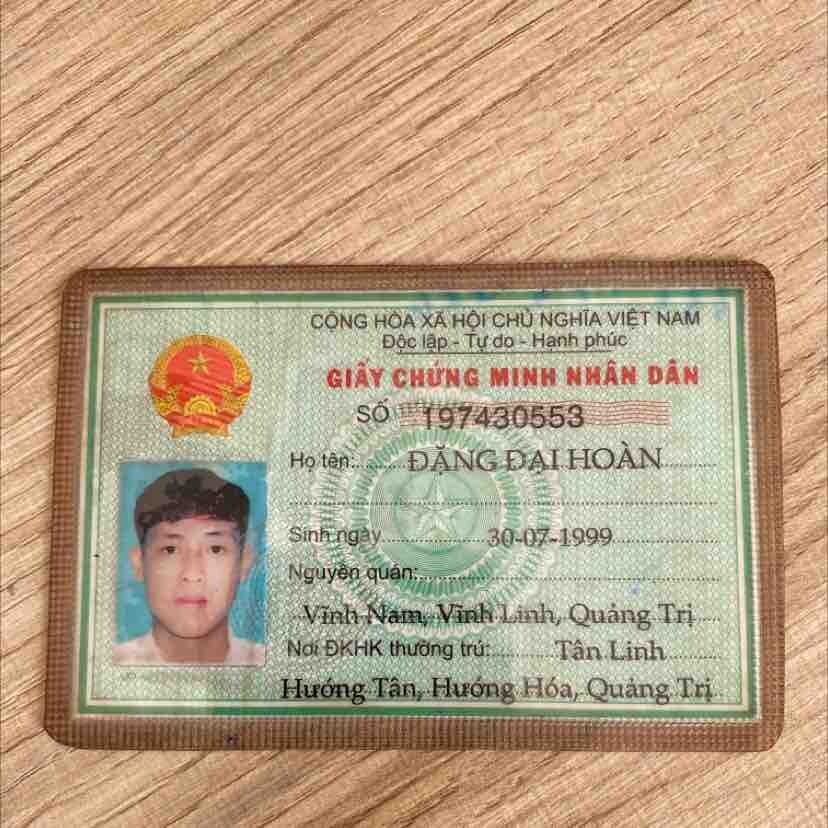 CỘNG HÒA XÃ HỘI CHỦ NGHĨA VIỆT NAM
Độc lập - Tự do - Hạnh phúc
GIẤY CHỨNG MINH NHÂN DÂN
SỐ 197430553
Họ tên: ĐẶNG ĐẠI HOÀN
Sinh ngày 30-07-1999
Nguyên quán:
Vĩnh Nam, Vĩnh Linh, Quảng Trị
Nơi ĐKHK thường trú: Tân Linh
Hướng Tân, Hướng Hóa, Quảng Trị